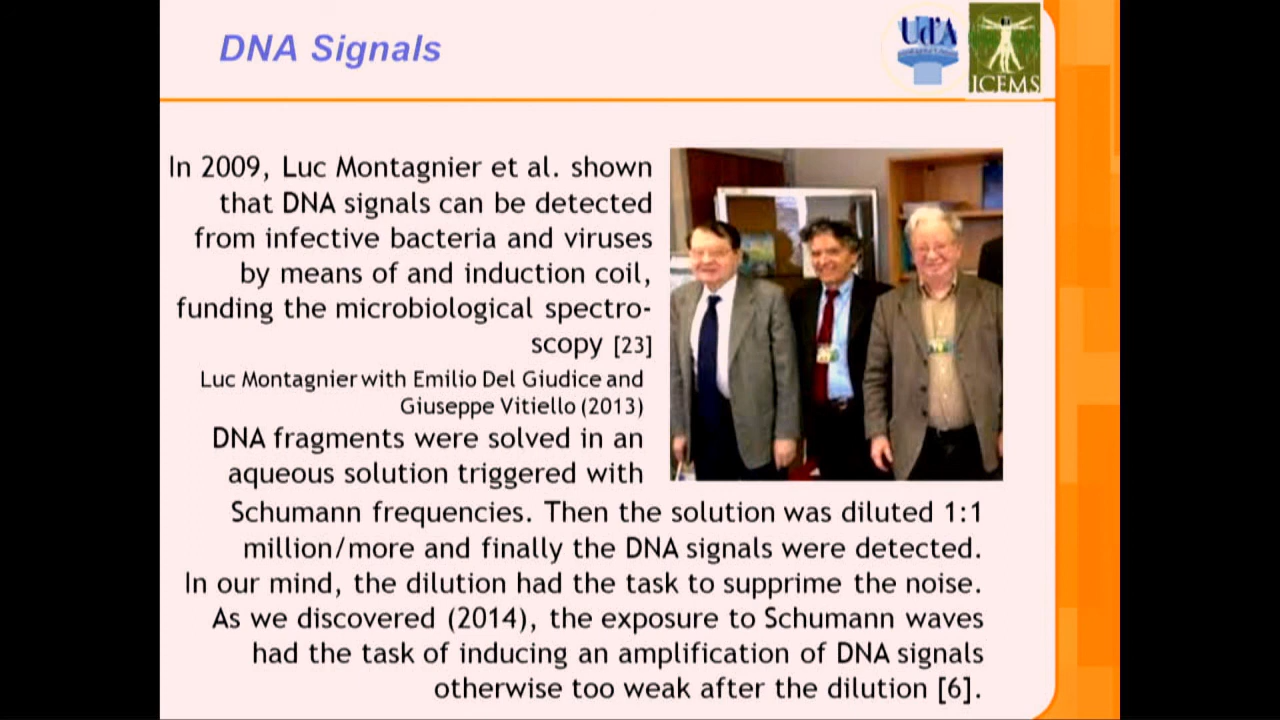 DNA Signals
Ud'A
ICEMS
In 2009, Luc Montagnier et al. shown
that DNA signals can be detected
from infective bacteria and viruses
by means of and induction coil,
funding the microbiological spectro-
scopy [23]
Luc Montagnier with Emilio Del Giudice and
Giuseppe Vitiello (2013)
DNA fragments were solved in an
aqueous solution triggered with
Schumann frequencies. Then the solution was diluted 1:1
million/more and finally the DNA signals were detected.
In our mind, the dilution had the task to supprime the noise.
As we discovered (2014), the exposure to Schumann waves
had the task of inducing an amplification of DNA signals
otherwise too weak after the dilution [6].